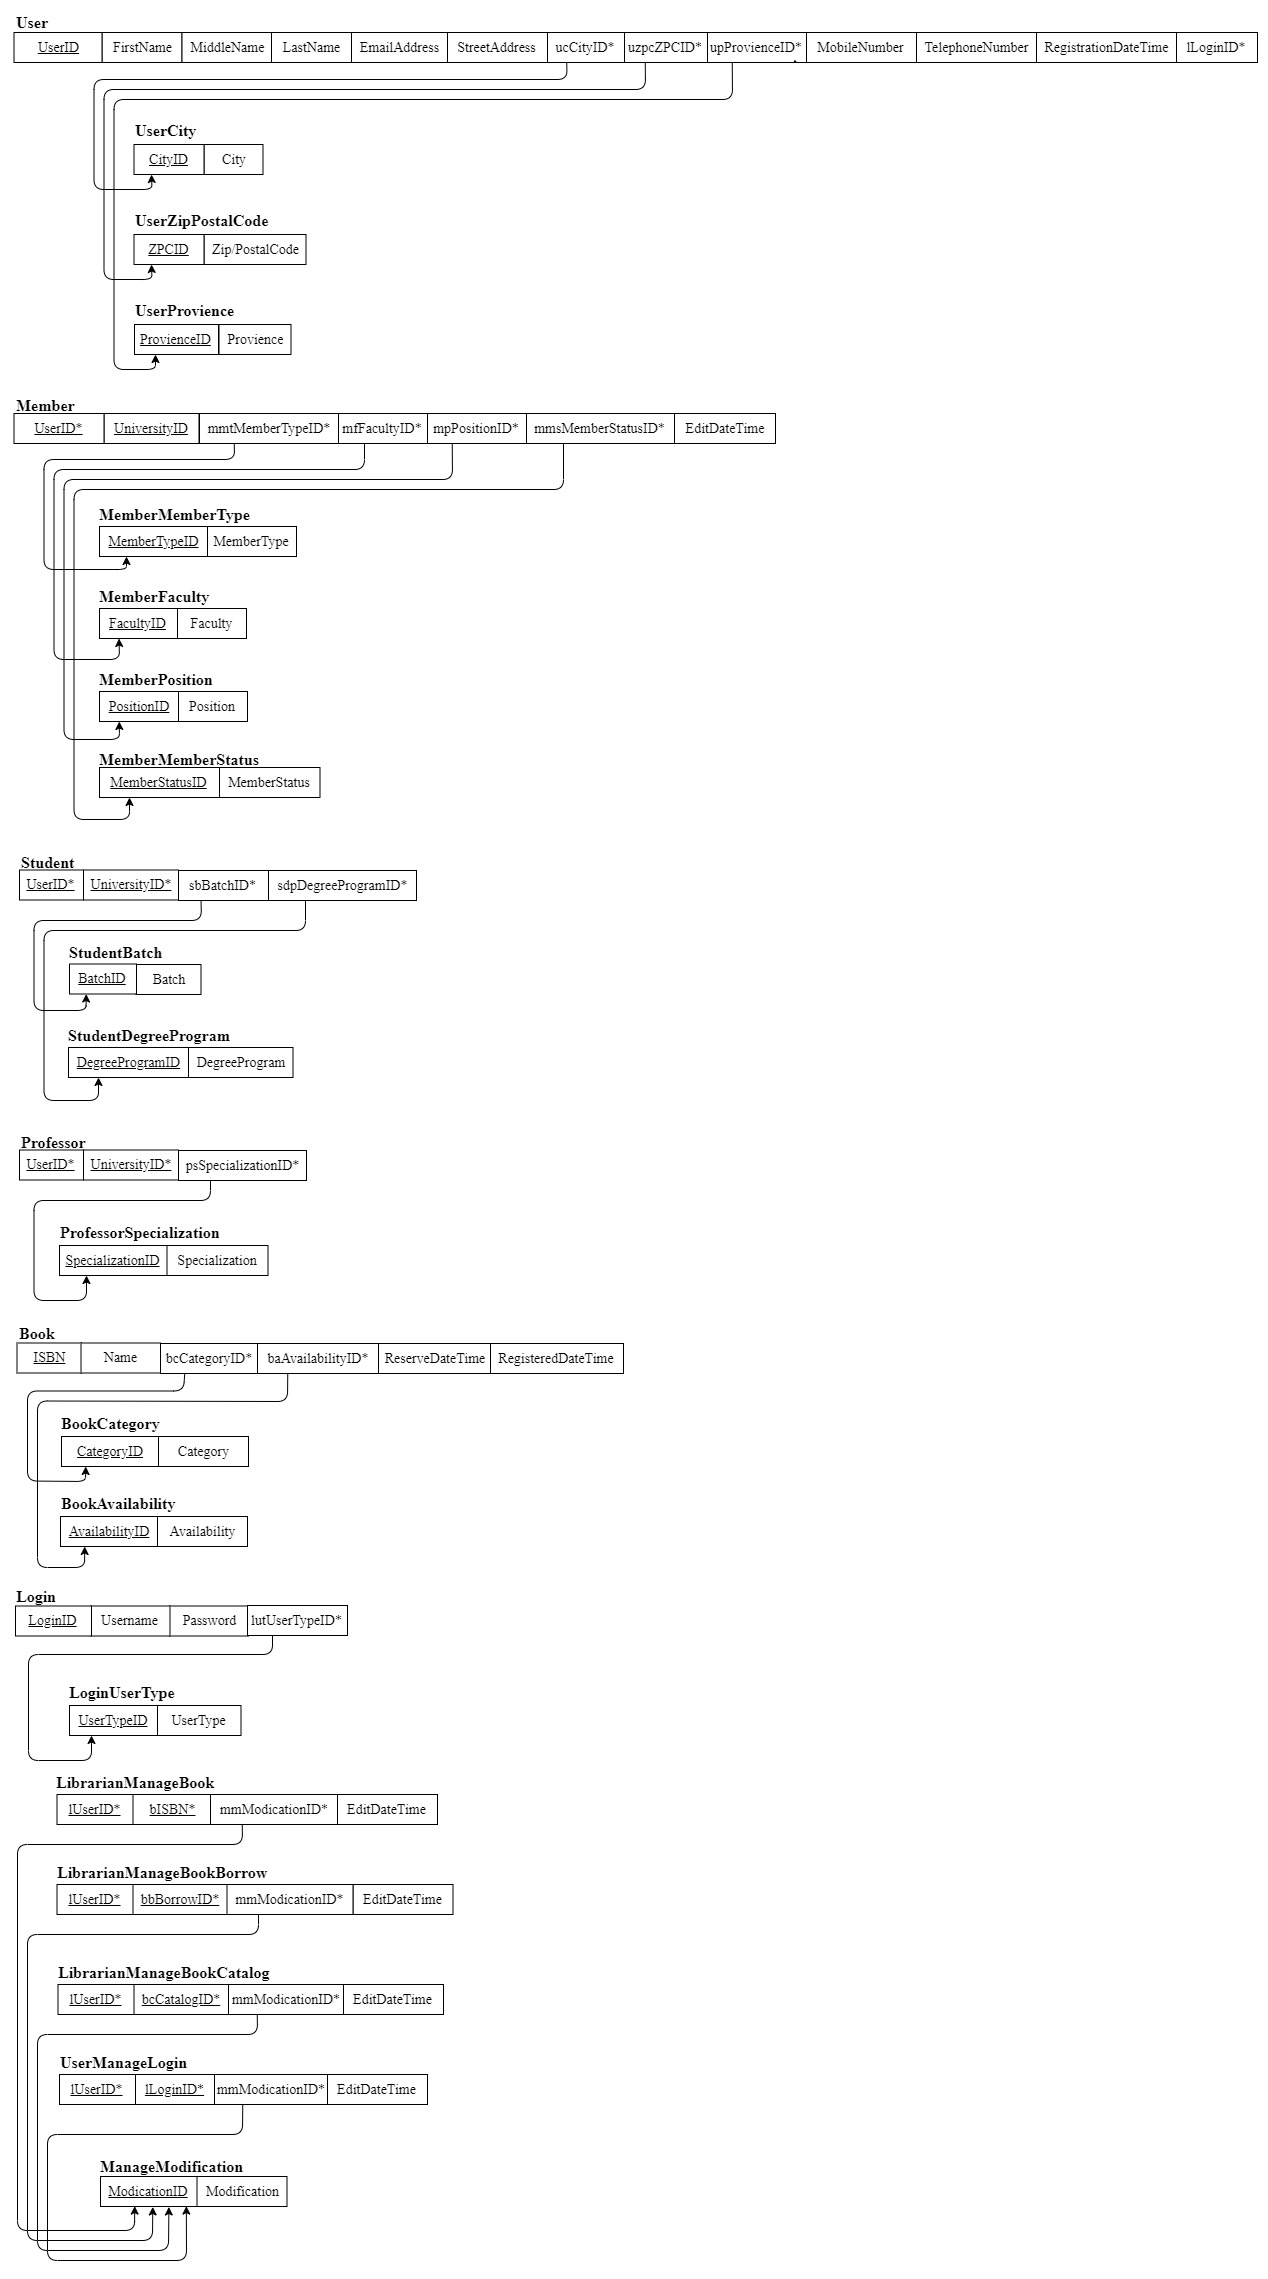 User
UserID FirstName MiddleName LastName EmailAddress StreetAddress ucCityID* uzpcZPCID* upProvienceID* MobileNumber TelephoneNumber RegistrationDateTime lLoginID*
UserCity
CityID City
UserZipPostalCode
ZPCID Zip/PostalCode
UserProvience
ProvienceID Provience
Member
UserID* UniversityID mmtMemberTypeID* mfFacultyID* mpPositionID* mmsMemberStatusID* EditDateTime
MemberMemberType
MemberTypeID MemberType
MemberFaculty
FacultyID Faculty
MemberPosition
PositionID Position
MemberMemberStatus
MemberStatusID MemberStatus
Student
UserID* UniversityID* sbBatchID* sdpDegreeProgramID*
StudentBatch
BatchID Batch
StudentDegreeProgram
DegreeProgramID DegreeProgram
Professor
UserID* UniversityID* psSpecializationID*
ProfessorSpecialization
SpecializationID Specialization
Book
ISBN Name bcCategoryID* baAvailabilityID* ReserveDateTime RegisteredDateTime
BookCategory
CategoryID Category
BookAvailability
AvailabilityID Availability
Login
LoginID Username Password lutUserTypeID*
LoginUserType
UserTypeID UserType
LibrarianManageBook
lUserID* bISBN* mmModicationID* EditDateTime
LibrarianManageBookBorrow
lUserID* bbBorrowID* mmModicationID* EditDateTime
LibrarianManageBookCatalog
lUserID* bcCatalogID* mmModicationID* EditDateTime
UserManageLogin
lUserID* lLoginID* mmModicationID* EditDateTime
ManageModification
ModicationID Modification